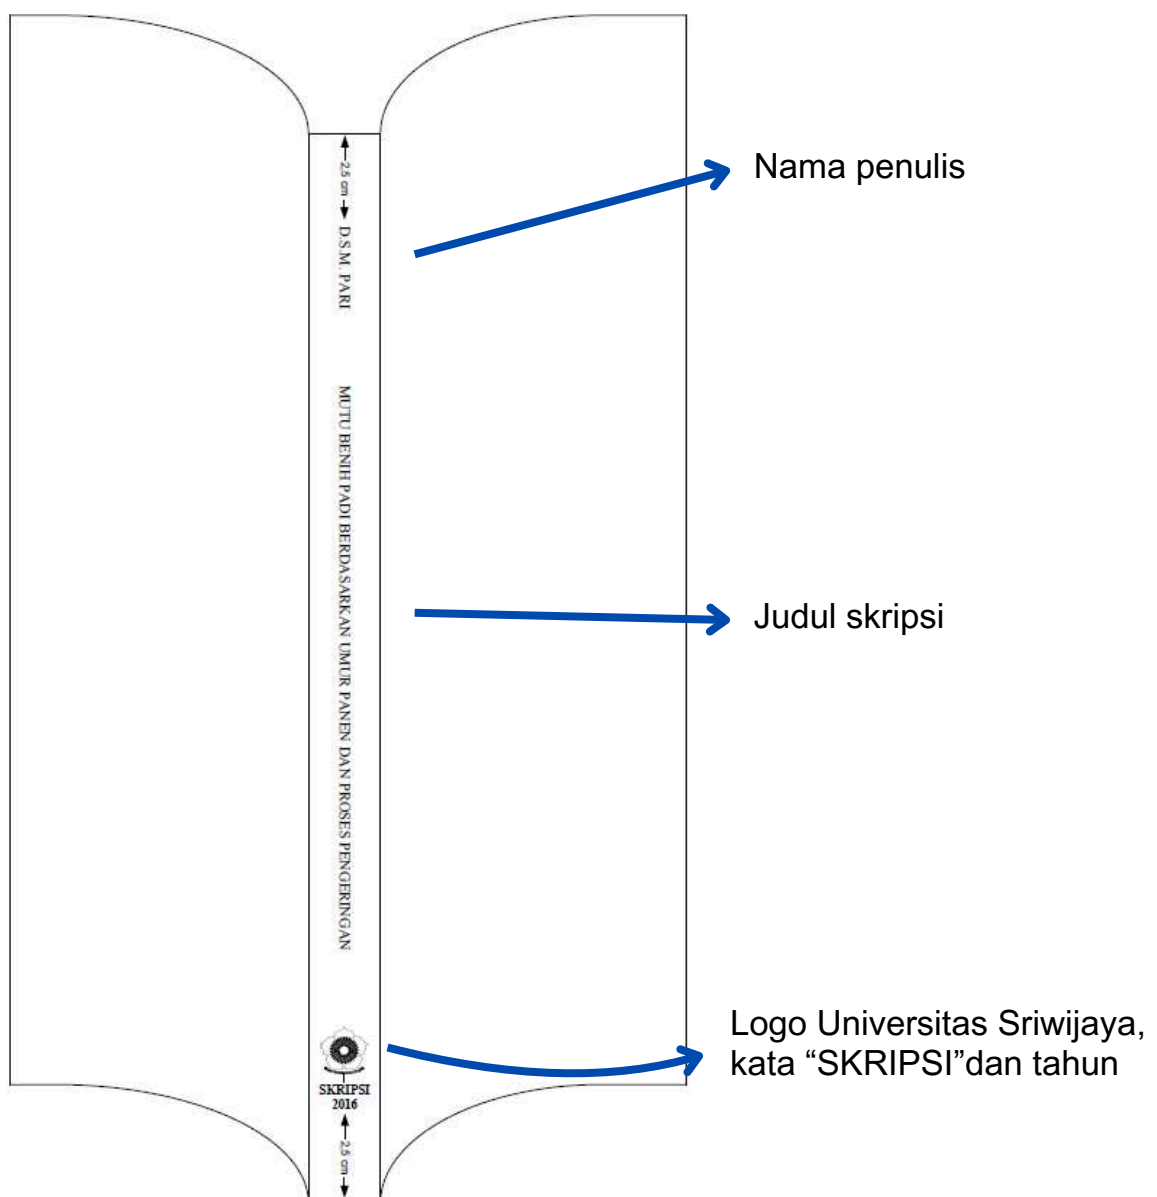 2.5 cm
D.S.M. PARI
Nama penulis
MUTU BENIH PADI BERDASARKAN UMUR PANEN DAN PROSES PENGERINGAN
Judul skripsi
Logo Universitas Sriwijaya,
kata “SKRIPSI”dan tahun
SKRIPSI
2016
2.5 cm